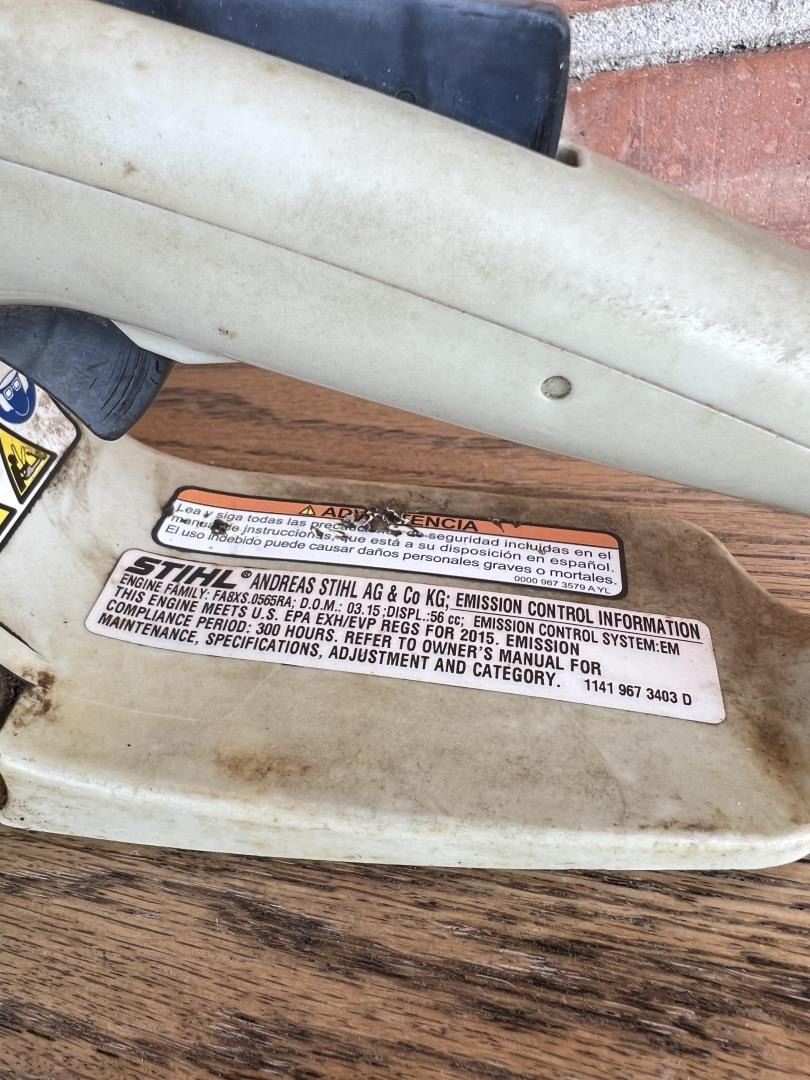 ADV ENCIA
Lea y siga todas las seguridad incluidas en el
de instrucciones, que está a su disposición en español.
El uso indebido puede causar daños personales graves o mortales.
0000 967 3579 A YL
STIHL® ANDREAS STIHL AG & Co KG; EMISSION CONTROL INFORMATION
ENGINE FAMILY: FA8XS.0565RA; D.O.M.: 03.15 :DISPL.:56 cc; EMISSION CONTROL SYSTEM:EM
THIS ENGINE MEETS U.S. EPA EXH/EVP REGS FOR 2015. EMISSION
COMPLIANCE PERIOD: 300 HOURS. REFER TO OWNER'S MANUAL FOR
MAINTENANCE, SPECIFICATIONS, ADJUSTMENT AND CATEGORY. 1141 967 3403 D